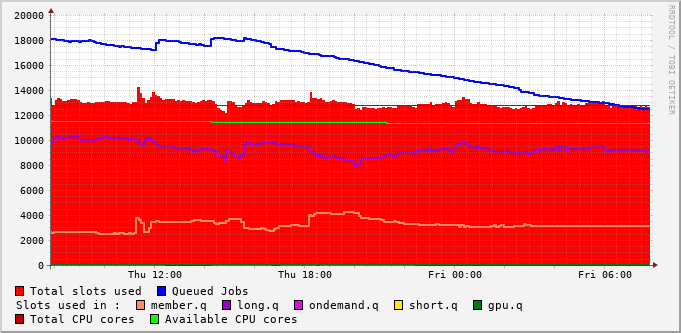 20000
18000
16000
14000
12000
10000
8000
6000
4000
2000
0
Thu 12:00 Thu 18:00 Fri 00:00 Fri 06:00
Total slots used Queued Jobs
Slots used in : member.q long.q ondemand.q short.q gpu.q
Total CPU cores Available CPU cores
RRDTOOL / TOBI OETIKER